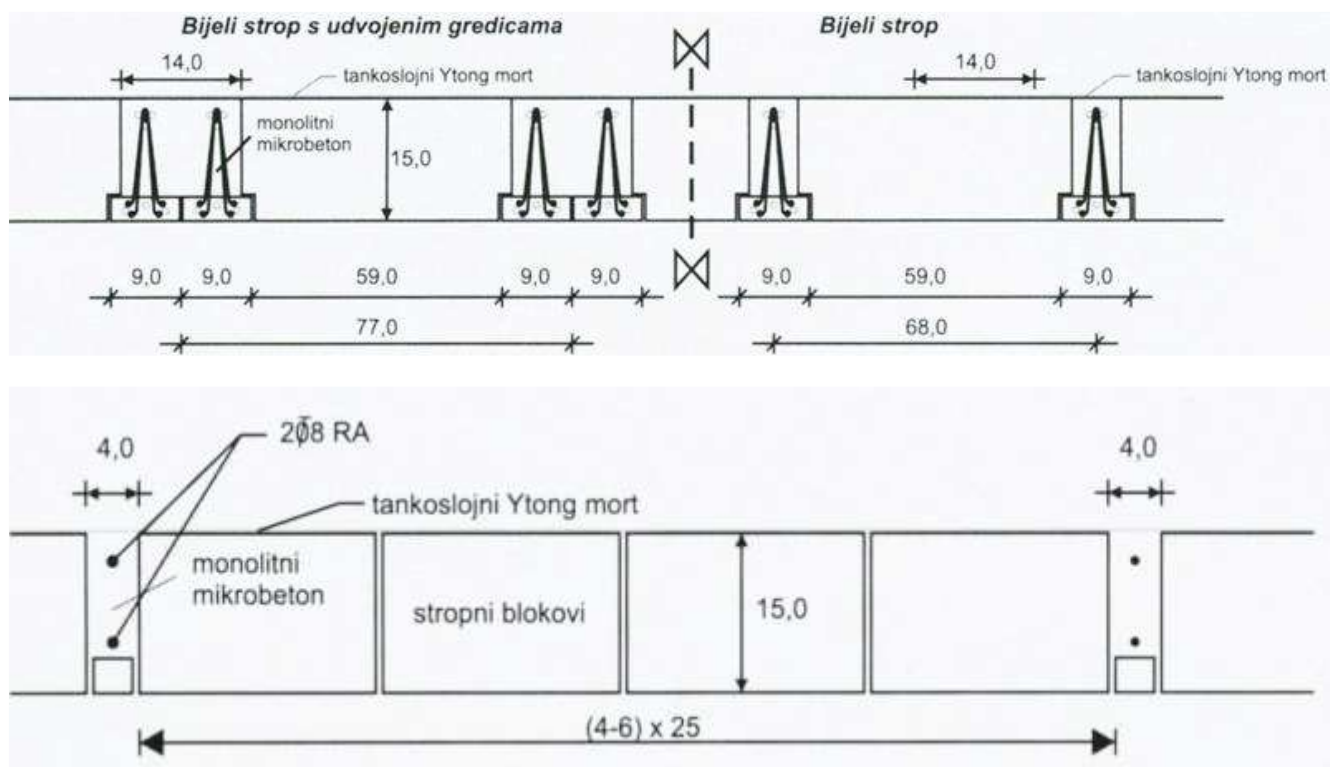 Bijeli strop s udvojenim gredicama
Bijeli strop
14,0
tankoslojni Ytong mort
14,0
tankoslojni Ytong mort
monolitni
mikrobeton
15,0
9,0 9,0 59,0 9,0 9,0 9,0 59,0 9,0
77,0 68,0
4,0
2ϕ8 RA
4,0
tankoslojni Ytong mort
monolitni
mikrobeton
stropni blokovi
15,0
(4-6) x 25